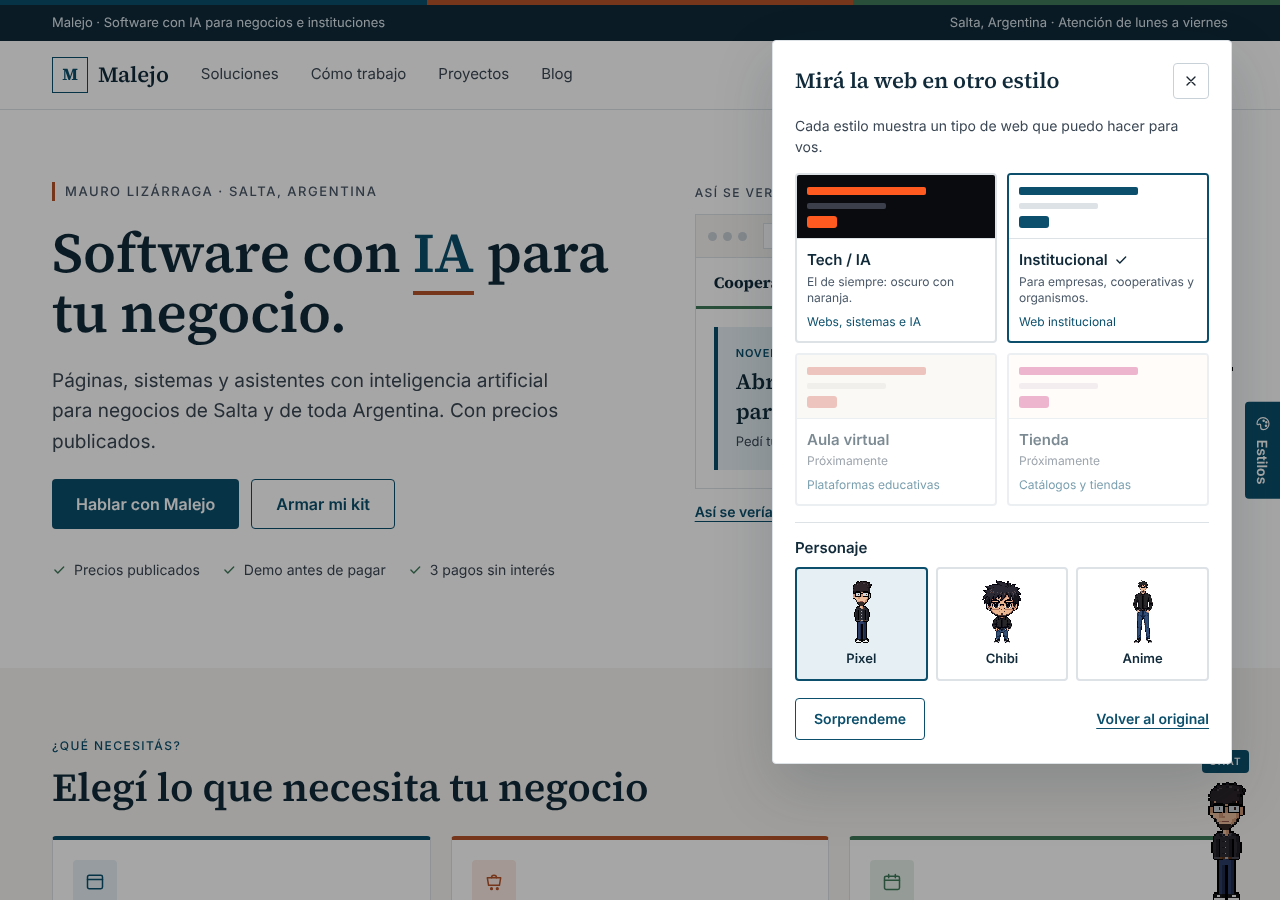 Malejo · Software con IA para negocios e instituciones
Salta, Argentina · Atención de lunes a viernes
M Malejo
Soluciones
Cómo trabajo
Proyectos
Blog
MAURO LIZÁRRAGA · SALTA, ARGENTINA
Software con IA para
tu negocio.
Páginas, sistemas y asistentes con inteligencia artificial
para negocios de Salta y de toda Argentina. Con precios
publicados.
Hablar con Malejo
Armar mi kit
Precios publicados
Demo antes de pagar
3 pagos sin interés
ASÍ SE
Así se vería
Mirá la web en otro estilo
Cada estilo muestra un tipo de web que puedo hacer para
vos.
Tech / IA
El de siempre: oscuro con
naranja.
Webs, sistemas e IA
Institucional
Para empresas, cooperativas y
organismos.
Web institucional
Aula virtual
Próximamente
Plataformas educativas
Tienda
Próximamente
Catálogos y tiendas
Personaje
Pixel
Chibi
Anime
Sorprendeme
Volver al original
Estilos
¿QUÉ NECESITÁS?
Elegí lo que necesita tu negocio